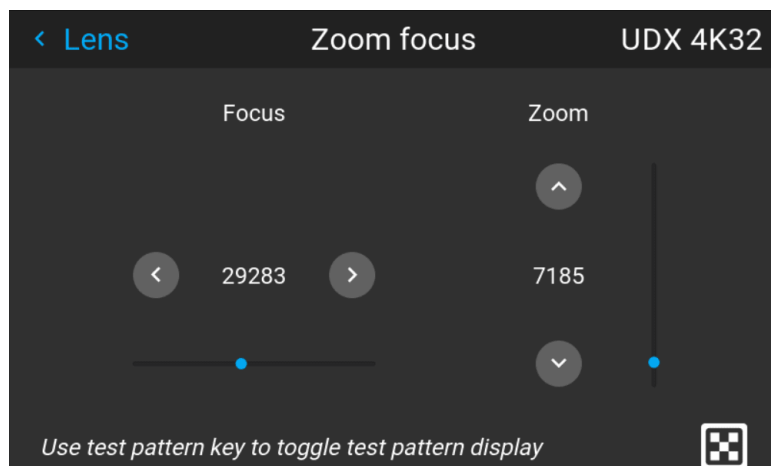 Lens Zoom focus UDX 4K32
Focus Zoom
29283 7185
Use test pattern key to toggle test pattern display